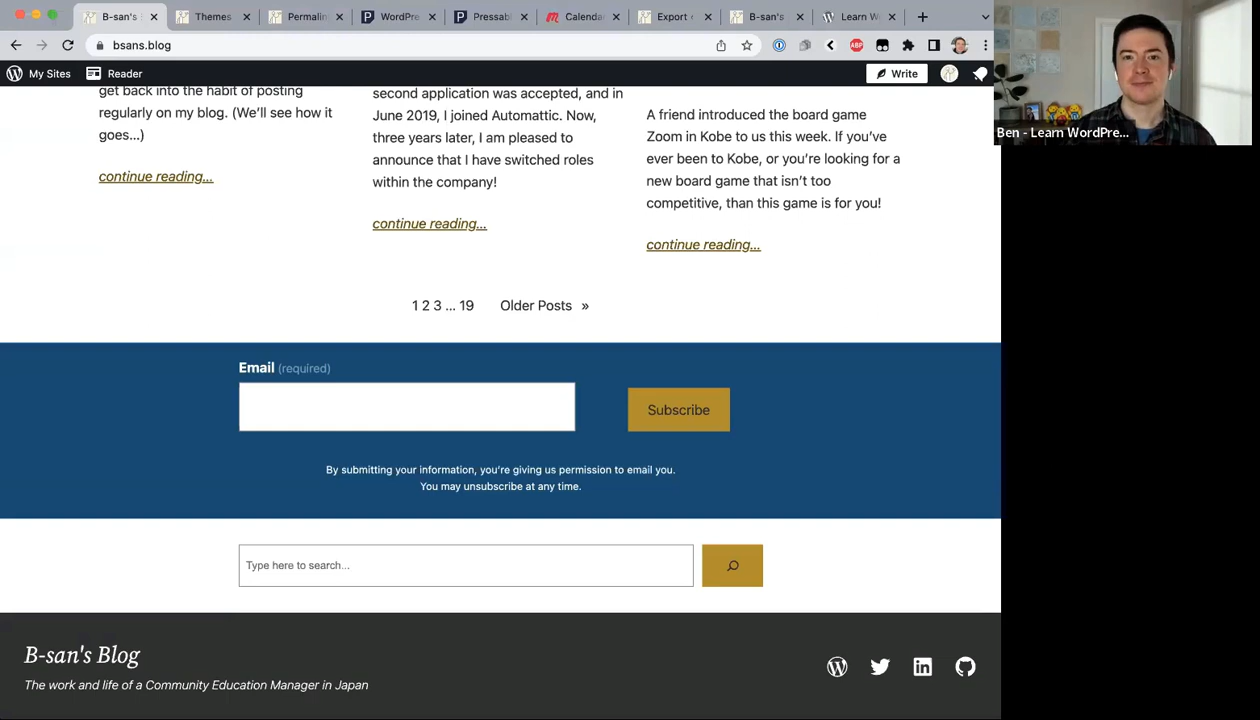 B-san's
Themes
Permalin
WordPre
Pressabl
Calenda
Export
B-san's
Learn W
bsans.blog
ABP
My Sites
Reader
Write
get back into the habit of posting
regularly on my blog. (We'll see how it
goes...)
continue reading...
second application was accepted, and in
June 2019, I joined Automattic. Now,
three years later, I am pleased to
announce that I have switched roles
within the company!
continue reading...
A friend introduced the board game
Zoom in Kobe to us this week. If you've
ever been to Kobe, or you're looking for a
new board game that isn't too
competitive, than this game is for you!
continue reading...
1 2 3 ... 19 Older Posts »
Email (required)
Subscribe
By submitting your information, you're giving us permission to email you.
You may unsubscribe at any time.
Type here to search...
B-san's Blog
The work and life of a Community Education Manager in Japan
Ben - Learn WordPre...